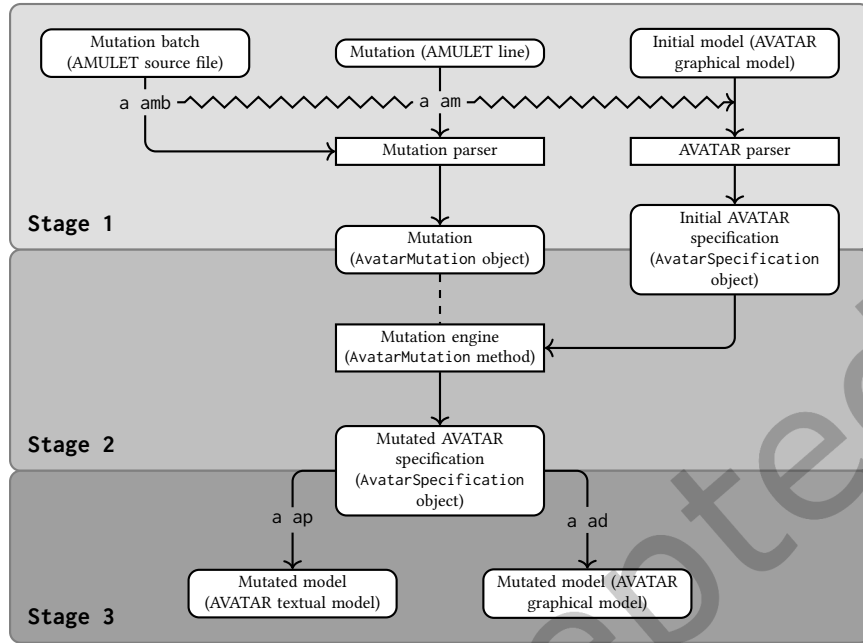 Mutation batch
(AMULET source file)
Mutation (AMULET line)
Initial model (AVATAR
graphical model)
a amb
a am
Mutation parser
AVATAR parser
Stage 1
Mutation
(AvatarMutation object)
Initial AVATAR
specification
(AvatarSpecification
object)
Mutation engine
(AvatarMutation method)
Stage 2
Mutated AVATAR
specification
(AvatarSpecification
object)
a ap
a ad
Mutated model
(AVATAR textual model)
Mutated model (AVATAR
graphical model)
Stage 3